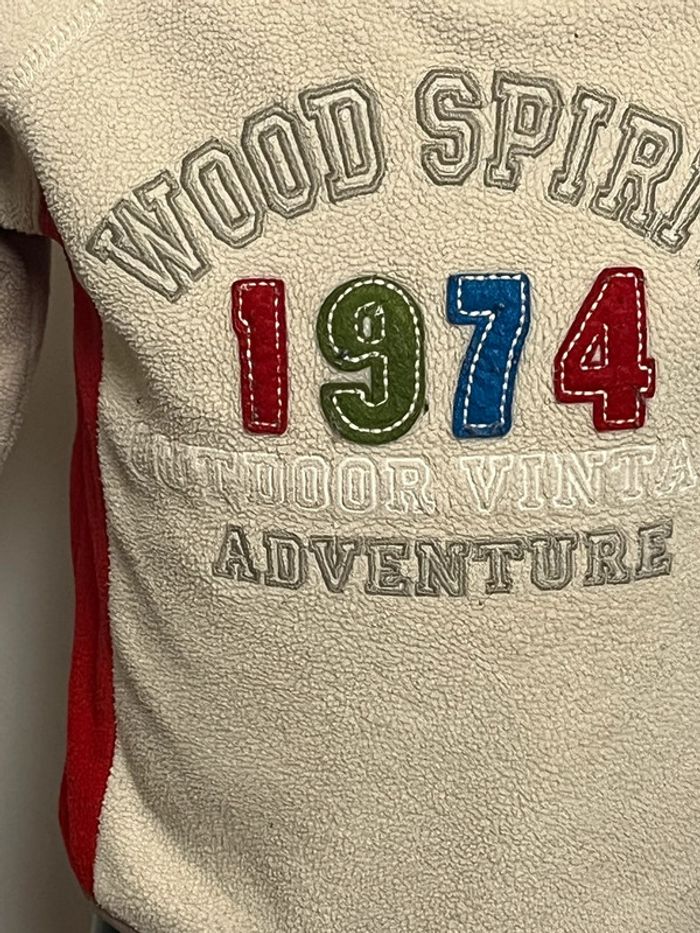 WOOD SPIRI
1974
OUTDOOR VINTA
ADVENTURE